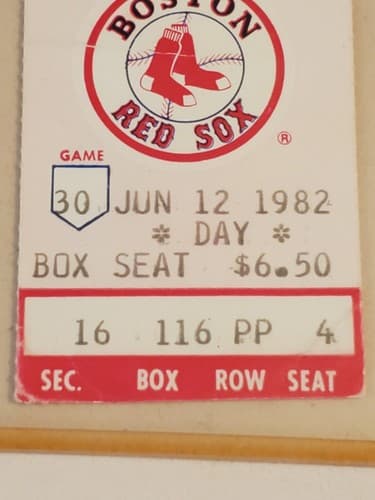 BOSTON
RED SOX
®
GAME
30 JUN 12 1982
* DAY *
BOX SEAT $6.50
16 116 PP 4
SEC. BOX ROW SEAT